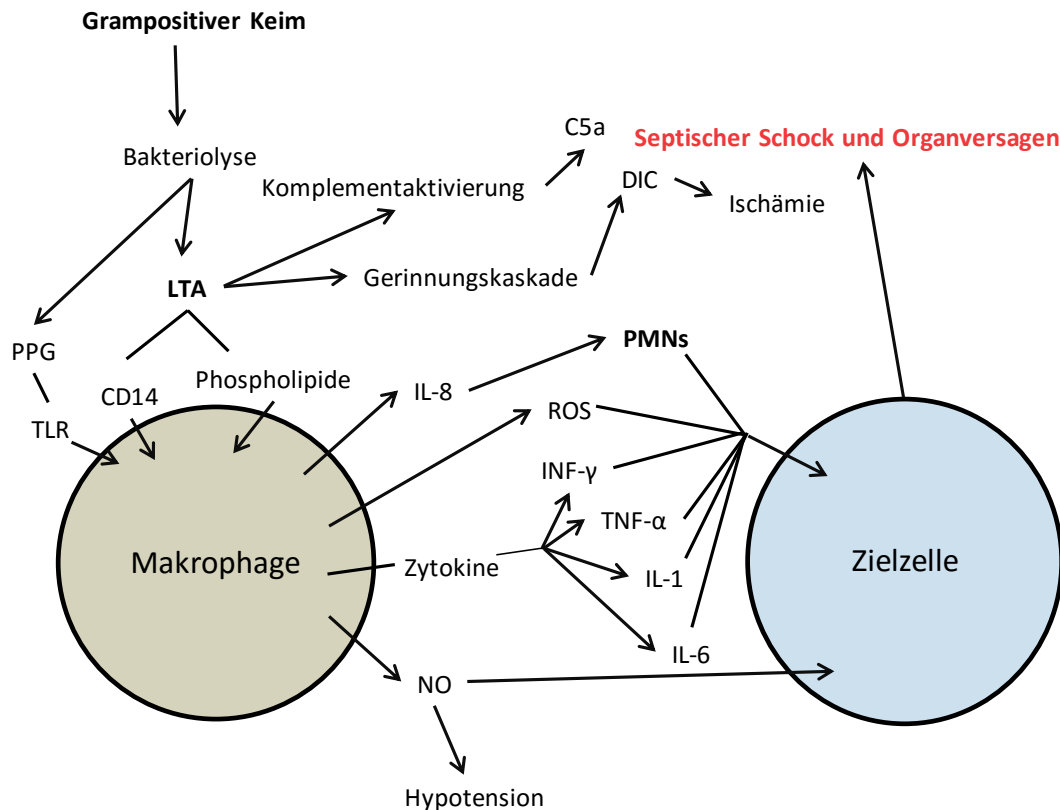 Grampositiver Keim
Bakteriolyse
C5a
Septischer Schock und Organversagen
Komplementaktivierung
DIC
Ischämie
LTA
Gerinnungskaskade
PPG
PMNs
CD14
Phospholipide
IL-8
TLR
ROS
INF-γ
TNF-α
Makrophage
Zytokine
IL-1
Zielzelle
IL-6
NO
Hypotension